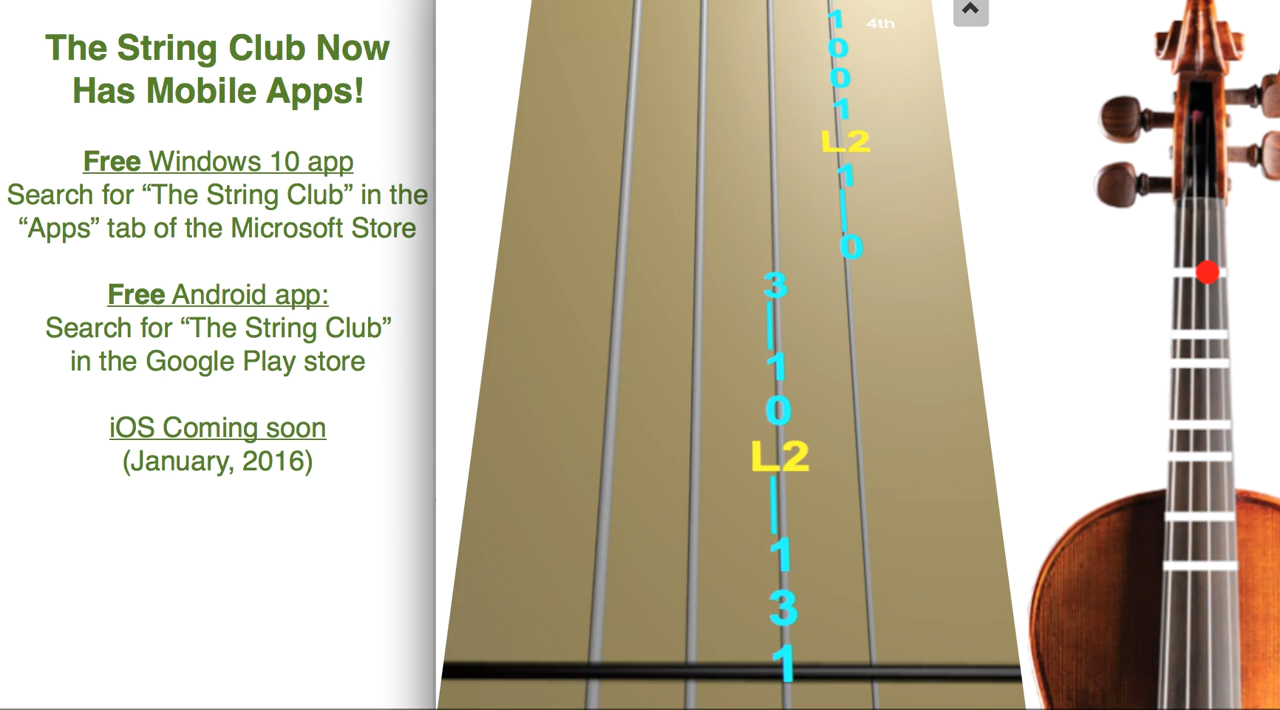 The String Club Now
Has Mobile Apps!
Free Windows 10 app
Search for “The String Club” in the
“Apps” tab of the Microsoft Store
Free Android app:
Search for “The String Club”
in the Google Play store
iOS Coming soon
(January, 2016)
1
4th
0
0
1
L2
1
|
0
3
|
1
0
L2
|
1
3
1